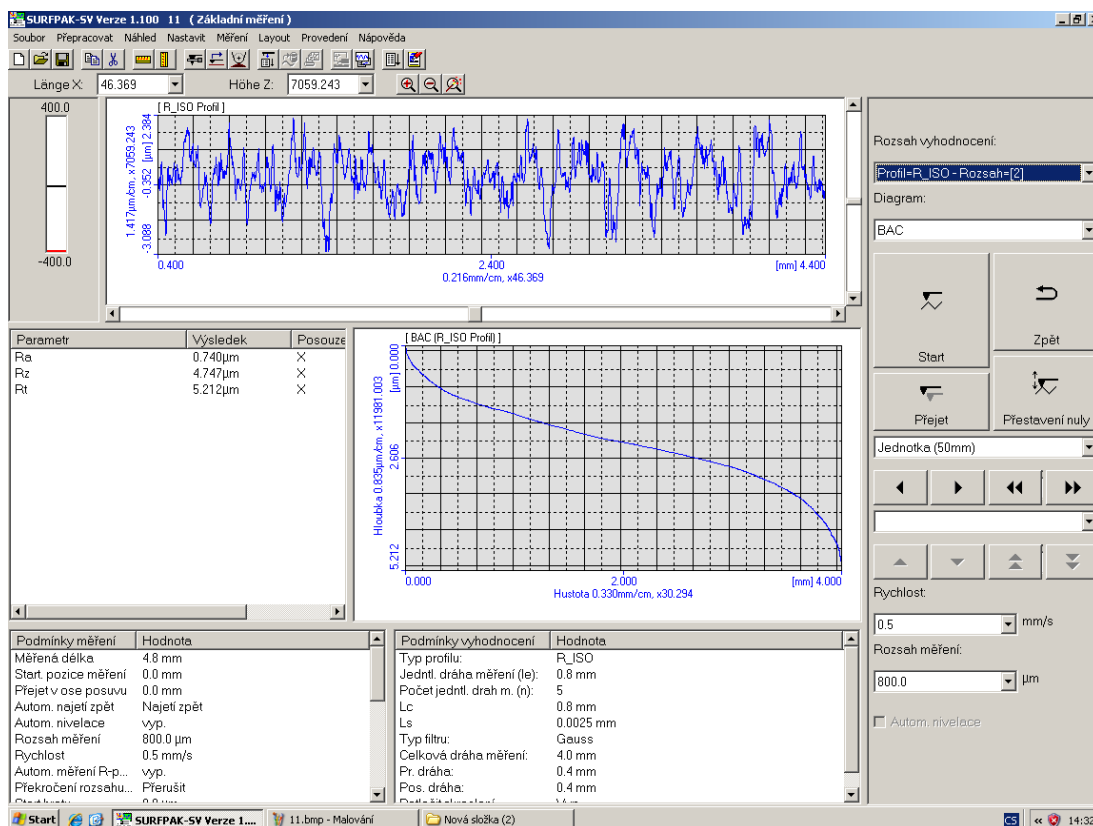 SURFPAK-SV Verze 1.100 11 ( Základní měření )
Soubor Přepracovat Náhled Nastavit Měření Layout Provedení Nápověda
Länge X: 46.369 Höhe Z: 7059.243
400.0
-400.0
[ R_ISO Profil ]
1.417µm/cm, x7059.243
-3.088 -0.352 [µm] 2.384
0.400 2.400 [mm] 4.400
0.216mm/cm, x46.369
Rozsah vyhodnocení:
Profil=R_ISO - Rozsah=[2]
Diagram:
BAC
Start
Zpět
Přejet
Přestavení nuly
Jednotka (50mm)
Rychlost:
0.5 mm/s
Rozsah měření:
800.0 µm
Autom. nivelace
Parametr Výsledek Posouze
Ra 0.740µm X
Rz 4.747µm X
Rt 5.212µm X
[ BAC (R_ISO Profil) ]
Hloubka 0.835µm/cm, x11981.003
5.212 2.606 [µm] 0.000
0.000 2.000 [mm] 4.000
Hustota 0.330mm/cm, x30.294
Podmínky měření Hodnota
Měřená délka 4.8 mm
Start. pozice měření 0.0 mm
Přejet v ose posuvu 0.0 mm
Autom. najetí zpět Najetí zpět
Autom. nivelace vyp.
Rozsah měření 800.0 µm
Rychlost 0.5 mm/s
Autom. měření R-p... vyp.
Překročení rozsahu... Přerušit
Podmínky vyhodnocení Hodnota
Typ profilu: R_ISO
Jedntl. dráha měření (le): 0.8 mm
Počet jedntl. drah m. (n): 5
Lc 0.8 mm
Ls 0.0025 mm
Typ filtru: Gauss
Celková dráha měření: 4.0 mm
Pr. dráha: 0.4 mm
Pos. dráha: 0.4 mm
Start SURFPAK-SV Verze 1.... 11.bmp - Malování Nová složka (2) CS « 14:32